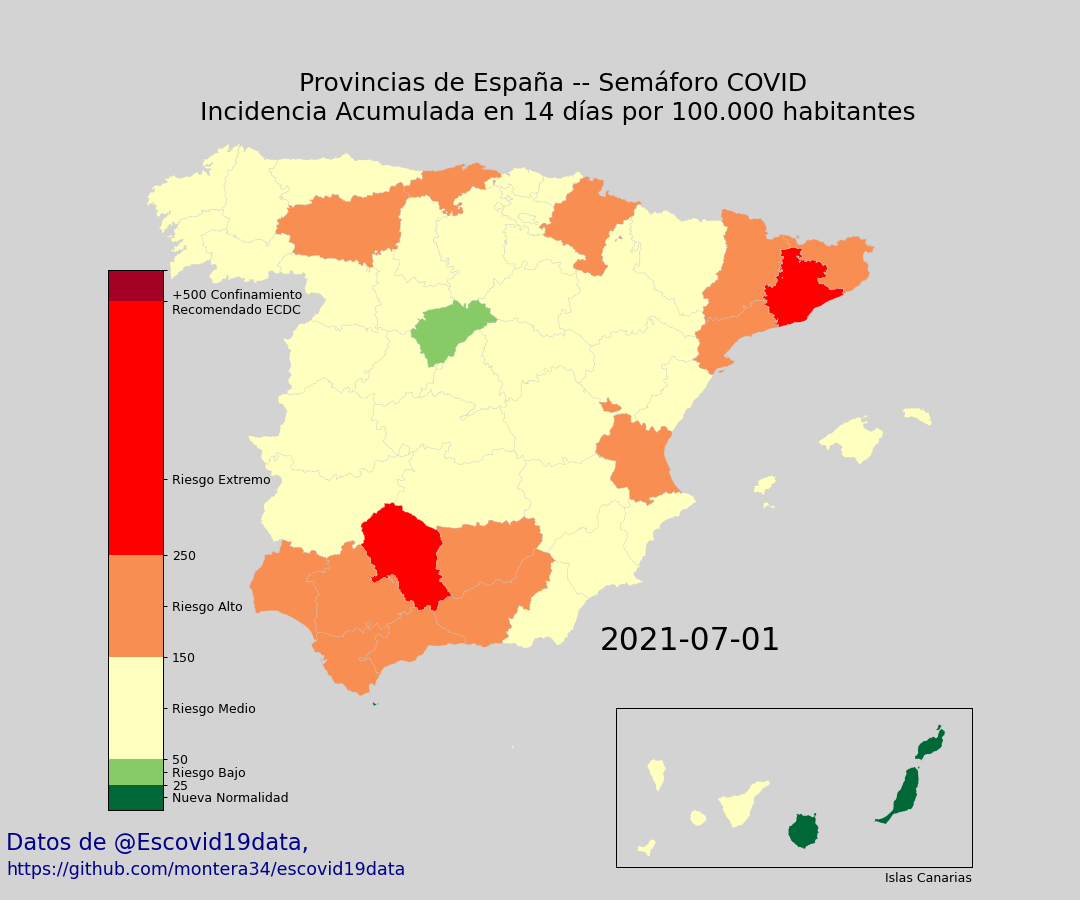 Provincias de España -- Semáforo COVID
Incidencia Acumulada en 14 días por 100.000 habitantes
+500 Confinamiento
Recomendado ECDC
Riesgo Extremo
250
Riesgo Alto
150
Riesgo Medio
50
Riesgo Bajo
25
Nueva Normalidad
2021-07-01
Islas Canarias
Datos de @Escovid19data,
https://github.com/montera34/escovid19data